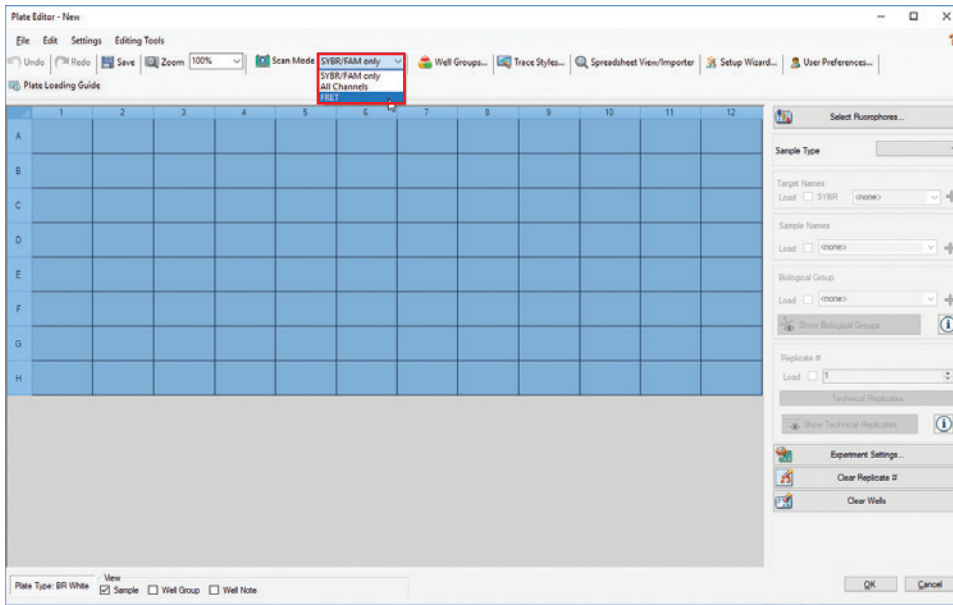 Plate Editor - New
File Edit Settings Editing Tools
Undo Redo Save Zoom 100% Scan Mode SYBR/FAM only Well Groups... Trace Styles... Spreadsheet View/Importer Setup Wizard... User Preferences...
SYBR/FAM only
All Channels
FRET
Plate Loading Guide
1 2 3 4 5 6 7 8 9 10 11 12
A
B
C
D
E
F
G
H
Select Fluorophores...
Sample Type
Target Names
Load SYBR <none>
Sample Names
Load <none>
Biological Group
Load <none>
Show Biological Groups
Replicate #
Load 1
Technical Replicates
Show Technical Replicates
Experiment Settings...
Clear Replicate #
Clear Wells
Plate Type: BR White
View
Sample Well Group Well Note
OK Cancel